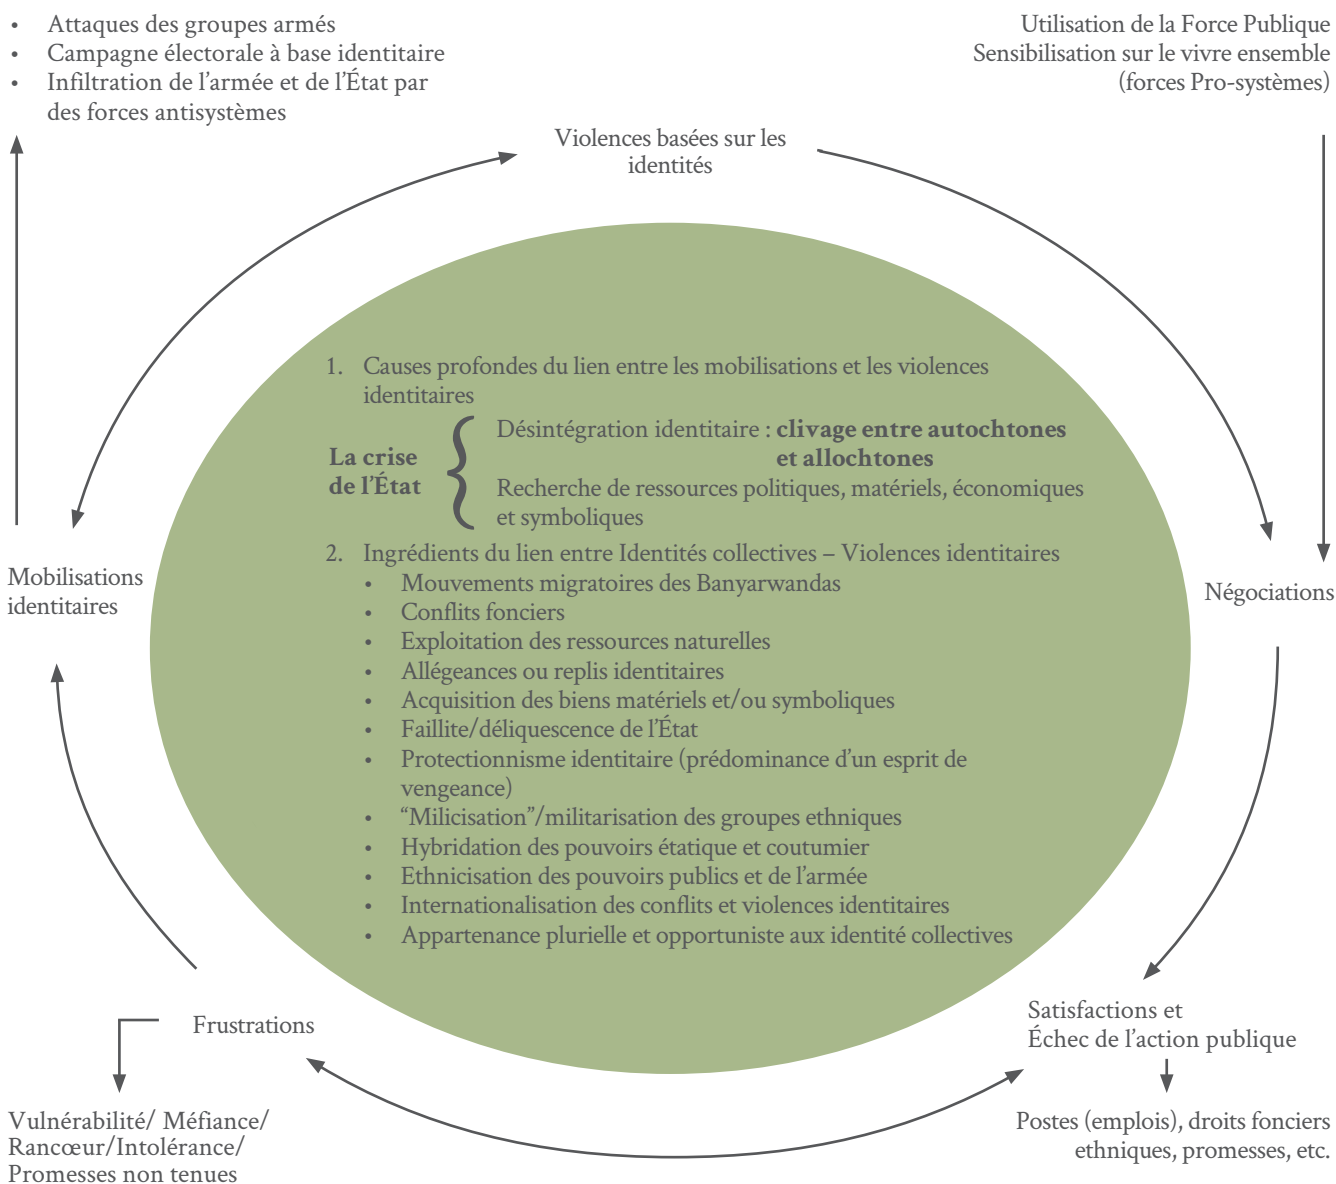 • Attaques des groupes armés
• Campagne électorale à base identitaire
• Infiltration de l'armée et de l'État par
des forces antisystèmes
Utilisation de la Force Publique
Sensibilisation sur le vivre ensemble
(forces Pro-systèmes)
Violences basées sur les
identités
1. Causes profondes du lien entre les mobilisations et les violences
identitaires
La crise
de l'État
Désintégration identitaire : clivage entre autochtones
et allochtones
Recherche de ressources politiques, matériels, économiques
et symboliques
2. Ingrédients du lien entre Identités collectives – Violences identitaires
• Mouvements migratoires des Banyarwandas
• Conflits fonciers
• Exploitation des ressources naturelles
• Allégeances ou replis identitaires
• Acquisition des biens matériels et/ou symboliques
• Faillite/déliquescence de l'État
• Protectionnisme identitaire (prédominance d'un esprit de
vengeance)
• “Milicisation”/militarisation des groupes ethniques
• Hybridation des pouvoirs étatique et coutumier
• Ethnicisation des pouvoirs publics et de l'armée
• Internationalisation des conflits et violences identitaires
• Appartenance plurielle et opportuniste aux identité collectives
Mobilisations
identitaires
Négociations
Frustrations
Satisfactions et
Échec de l'action publique
Vulnérabilité/ Méfiance/
Rancœur/Intolérance/
Promesses non tenues
Postes (emplois), droits fonciers
ethniques, promesses, etc.